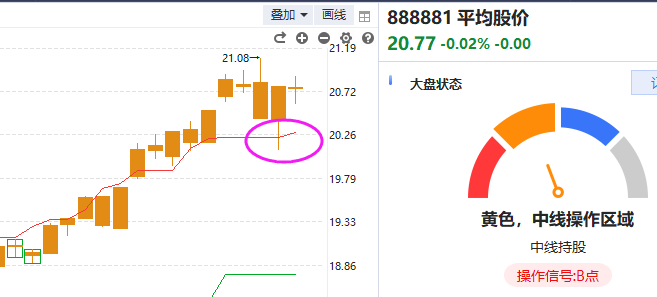 叠加 画线
888881 平均股价
20.77 -0.02% -0.00
大盘状态
21.19
21.08
20.72
20.26
19.79
19.33
18.86
黄色，中线操作区域
中线持股
操作信号:B点